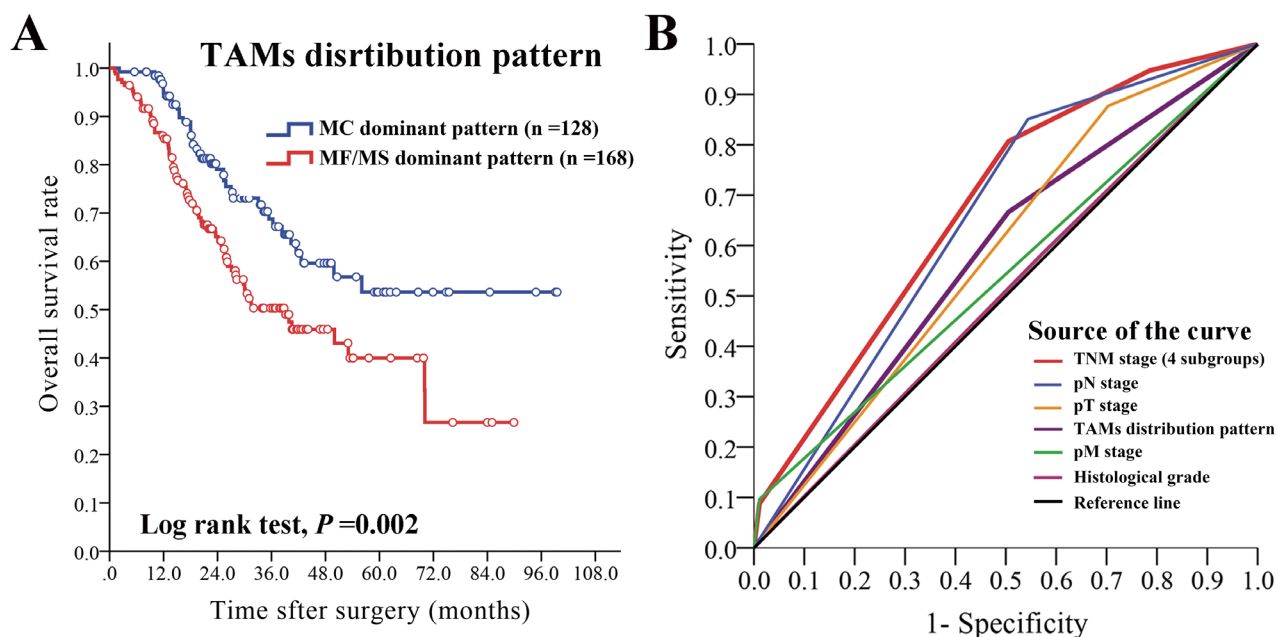 A
TAMs disrtibution pattern
MC dominant pattern (n =128)
MF/MS dominant pattern (n =168)
Overall survival rate
1.0
0.9
0.8
0.7
0.6
0.5
0.4
0.3
0.2
0.1
0.0
Log rank test, P =0.002
.0 12.0 24.0 36.0 48.0 60.0 72.0 84.0 96.0 108.0
Time sfter surgery (months)
B
Sensitivity
1.0
0.9
0.8
0.7
0.6
0.5
0.4
0.3
0.2
0.1
0.0
Source of the curve
TNM stage (4 subgroups)
pN stage
pT stage
TAMs distribution pattern
pM stage
Histological grade
Reference line
0.0 0.1 0.2 0.3 0.4 0.5 0.6 0.7 0.8 0.9 1.0
1- Specificity